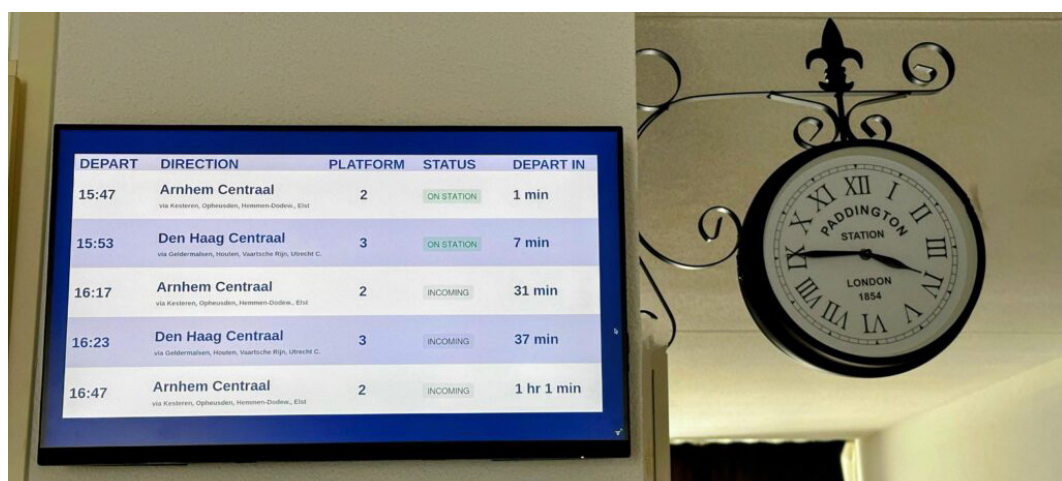 DEPART DIRECTION PLATFORM STATUS DEPART IN
15:47 Arnhem Centraal 2 ON STATION 1 min
via Kesteren, Opheusden, Hemmen-Dodew., Elst
15:53 Den Haag Centraal 3 ON STATION 7 min
via Geldermalsen, Houten, Vaartsche Rijn, Utrecht C.
16:17 Arnhem Centraal 2 INCOMING 31 min
via Kesteren, Opheusden, Hemmen-Dodew., Elst
16:23 Den Haag Centraal 3 INCOMING 37 min
via Geldermalsen, Houten, Vaartsche Rijn, Utrecht C.
16:47 Arnhem Centraal 2 INCOMING 1 hr 1 min
via Kesteren, Opheusden, Hemmen-Dodew., Elst
XII I II III IV V VI VII VIII IX X XI
PADDINGTON
STATION
LONDON
1854